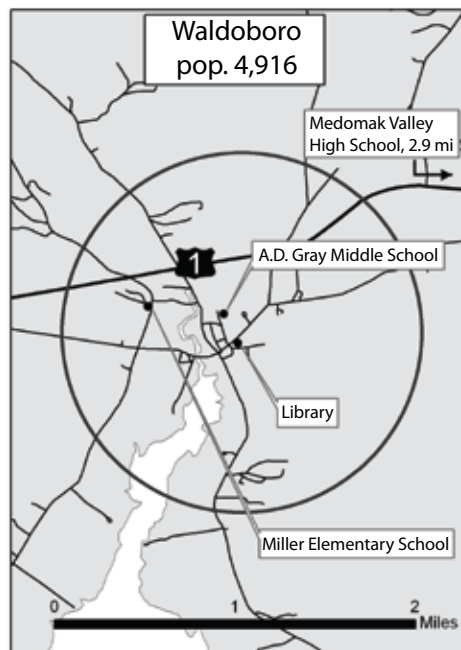 Waldoboro
pop. 4,916
Medomak Valley
High School, 2.9 mi
1
A.D. Gray Middle School
Library
Miller Elementary School
0 1 2
Miles